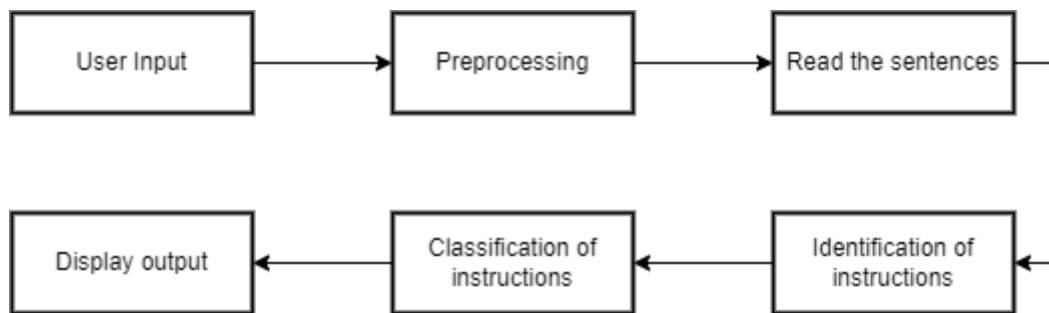 User Input
Preprocessing
Read the sentences
Display output
Classification of
instructions
Identification of
instructions